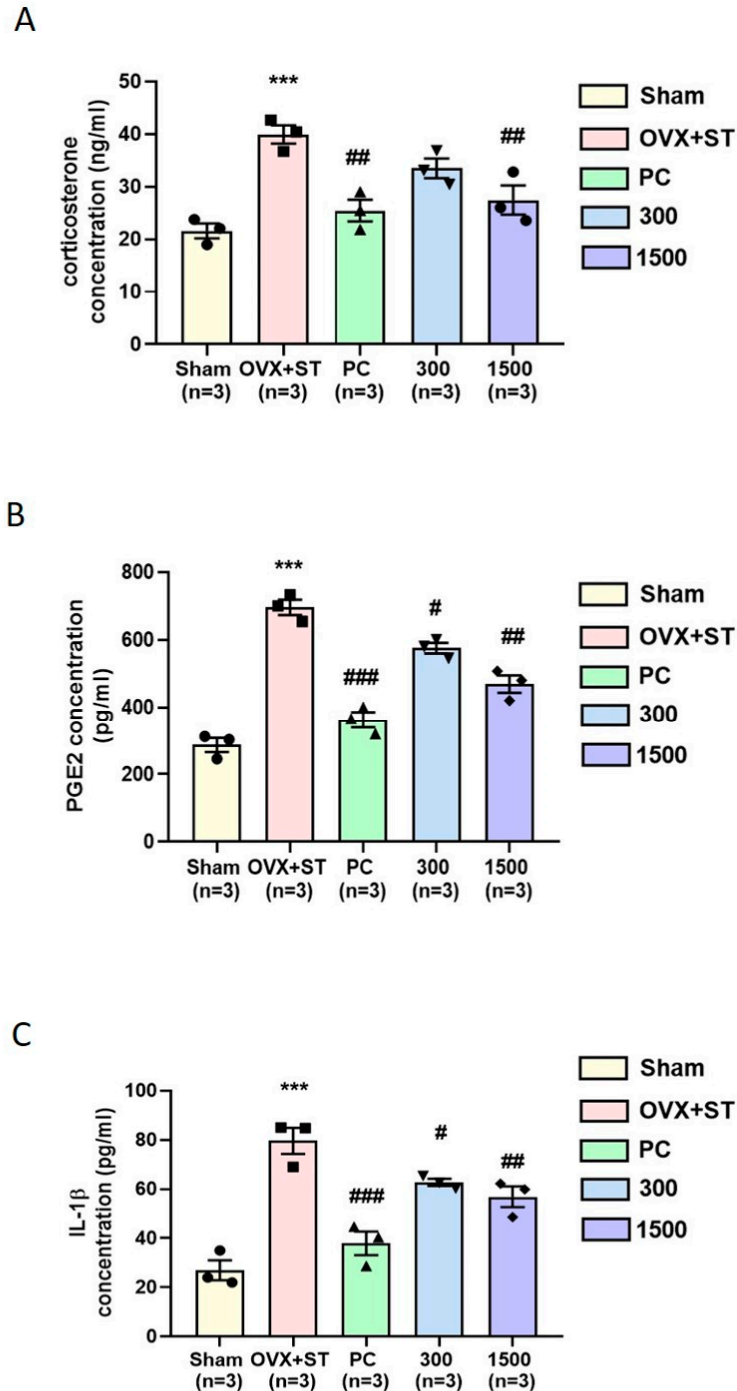 A
corticosterone
concentration (ng/ml)
50
40
30
20
10
0
***
##
##
Sham OVX+ST PC 300 1500
(n=3) (n=3) (n=3) (n=3) (n=3)
Sham
OVX+ST
PC
300
1500
B
PGE2 concentration
(pg/ml)
800
600
400
200
0
***
###
#
##
Sham OVX+ST PC 300 1500
(n=3) (n=3) (n=3) (n=3) (n=3)
Sham
OVX+ST
PC
300
1500
C
IL-1β
concentration (pg/ml)
100
80
60
40
20
0
***
###
#
##
Sham OVX+ST PC 300 1500
(n=3) (n=3) (n=3) (n=3) (n=3)
Sham
OVX+ST
PC
300
1500